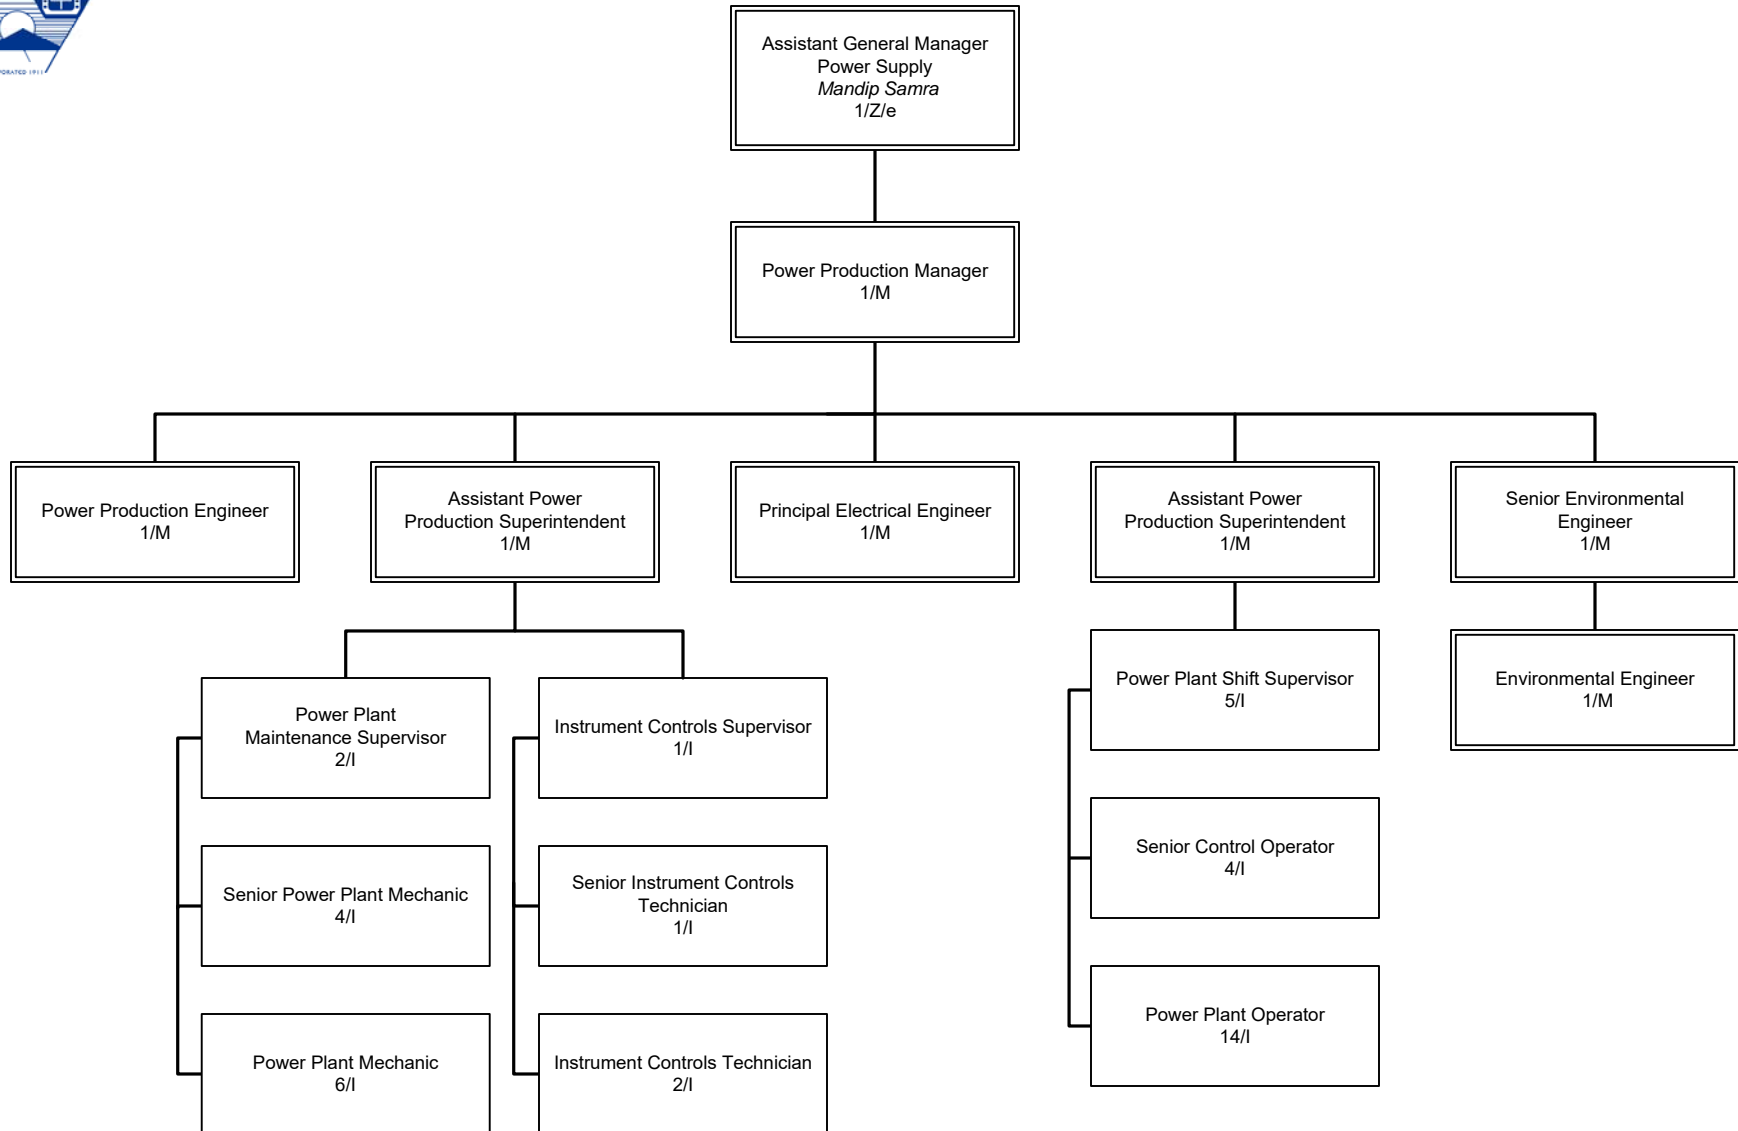 ORATED 1911
Assistant General Manager
Power Supply
Mandip Samra
1/Z/e
Power Production Manager
1/M
Power Production Engineer
1/M
Assistant Power
Production Superintendent
1/M
Principal Electrical Engineer
1/M
Assistant Power
Production Superintendent
1/M
Senior Environmental
Engineer
1/M
Power Plant
Maintenance Supervisor
2/I
Senior Power Plant Mechanic
4/I
Power Plant Mechanic
6/I
Instrument Controls Supervisor
1/I
Senior Instrument Controls
Technician
1/I
Instrument Controls Technician
2/I
Power Plant Shift Supervisor
5/I
Senior Control Operator
4/I
Power Plant Operator
14/I
Environmental Engineer
1/M